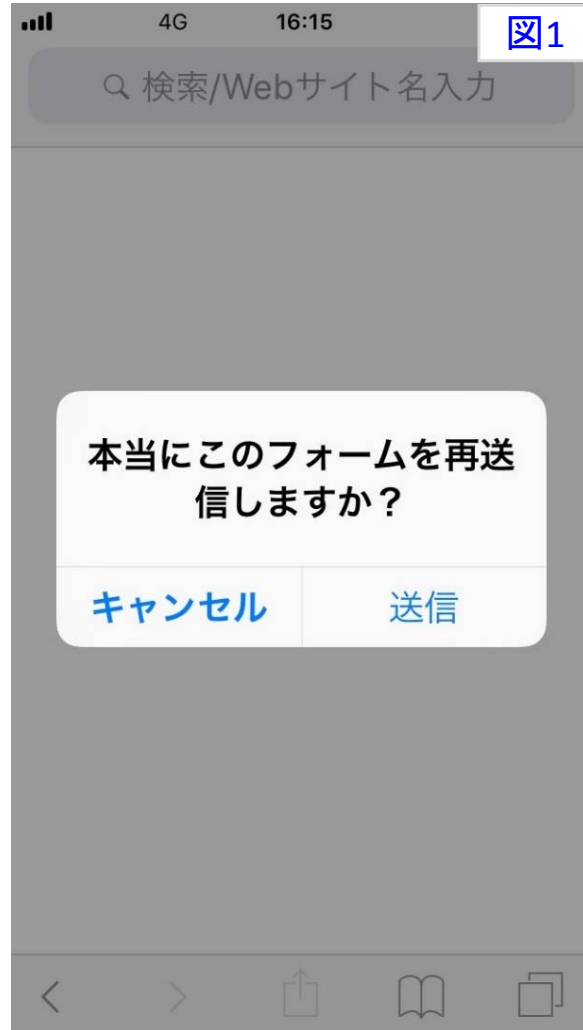 4G 16:15
図1
検索/Webサイト名入力
本当にこのフォームを再送
信しますか？
キャンセル 送信